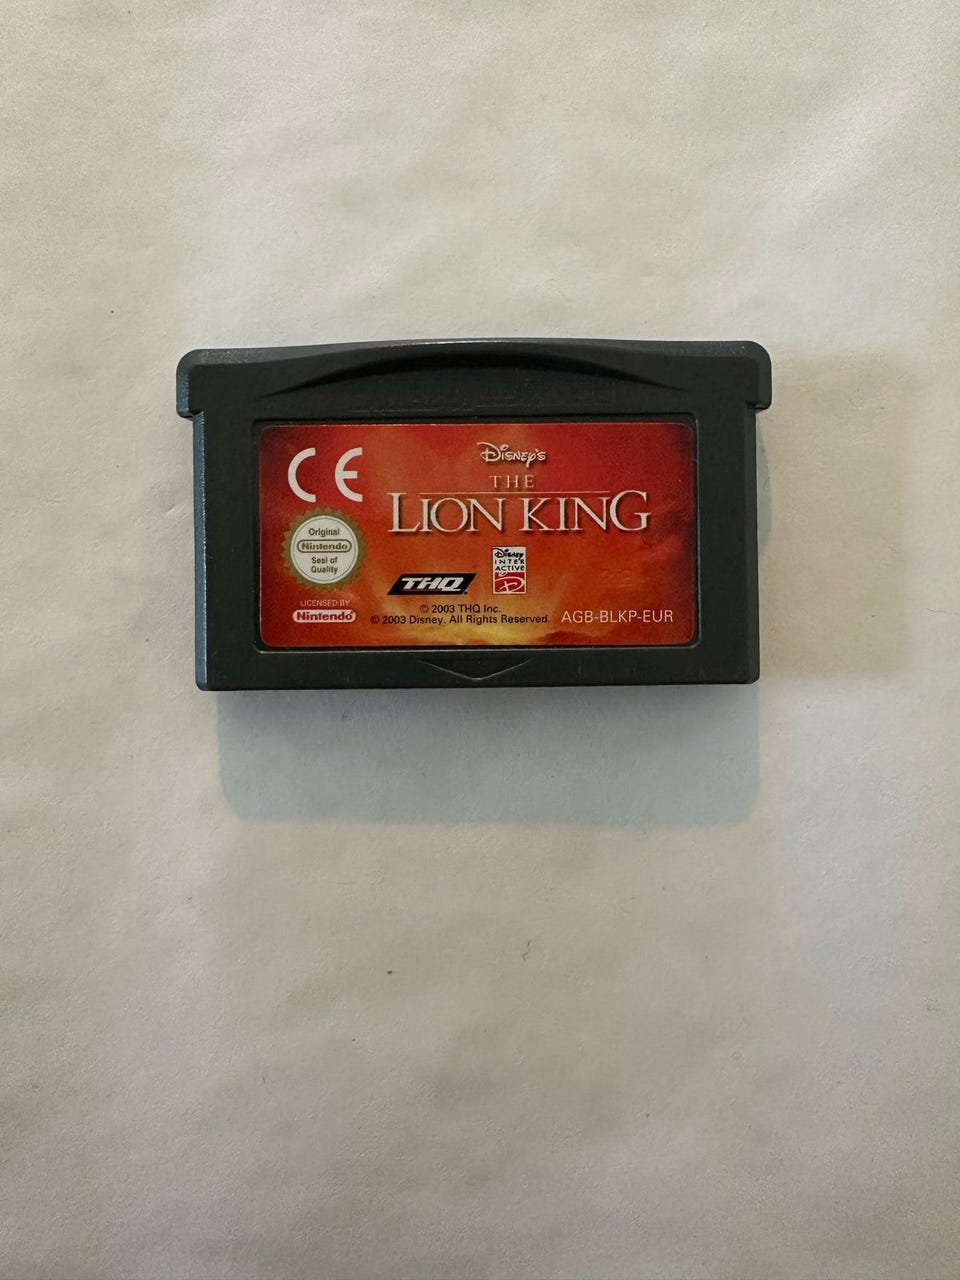 CE
Disney's
THE
LION KING
Original
Nintendo
Seal of
Quality
THQ
Disney
INTER
ACTIVE
LICENSED BY
Nintendo
© 2003 THQ Inc.
© 2003 Disney. All Rights Reserved.
AGB-BLKP-EUR